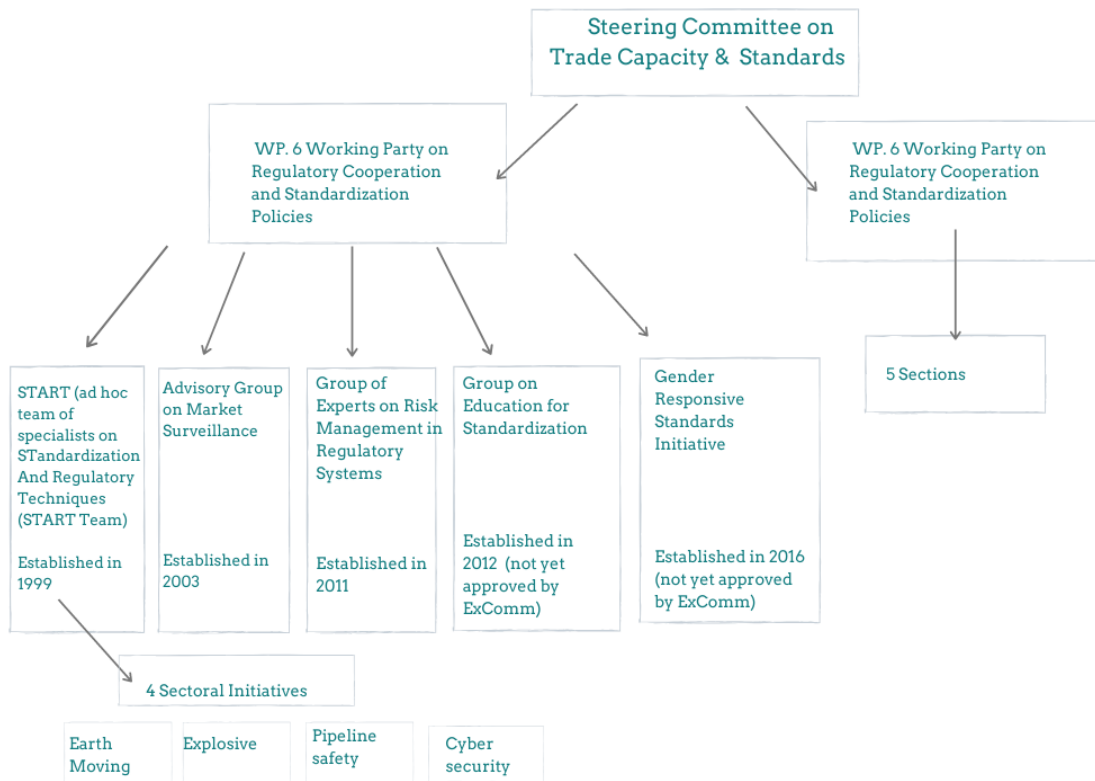 Steering Committee on
Trade Capacity & Standards
WP. 6 Working Party on
Regulatory Cooperation
and Standardization
Policies
WP. 6 Working Party on
Regulatory Cooperation
and Standardization
Policies
START (ad hoc
team of
specialists on
STandardization
And Regulatory
Techniques
(START Team)
Established in
1999
Advisory Group
on Market
Surveillance
Established in
2003
Group of
Experts on Risk
Management in
Regulatory
Systems
Established in
2011
Group on
Education for
Standardization
Established in
2012 (not yet
approved by
ExComm)
Gender
Responsive
Standards
Initiative
Established in 2016
(not yet approved
by ExComm)
5 Sections
4 Sectoral Initiatives
Earth
Moving
Explosive
Pipeline
safety
Cyber
security